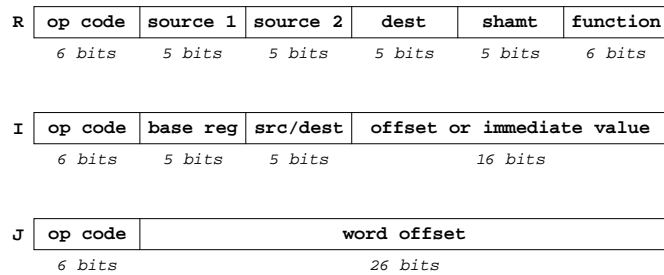 R op code source 1 source 2 dest shamt function
6 bits 5 bits 5 bits 5 bits 5 bits 6 bits
I op code base reg src/dest offset or immediate value
6 bits 5 bits 5 bits 16 bits
J op code word offset
6 bits 26 bits